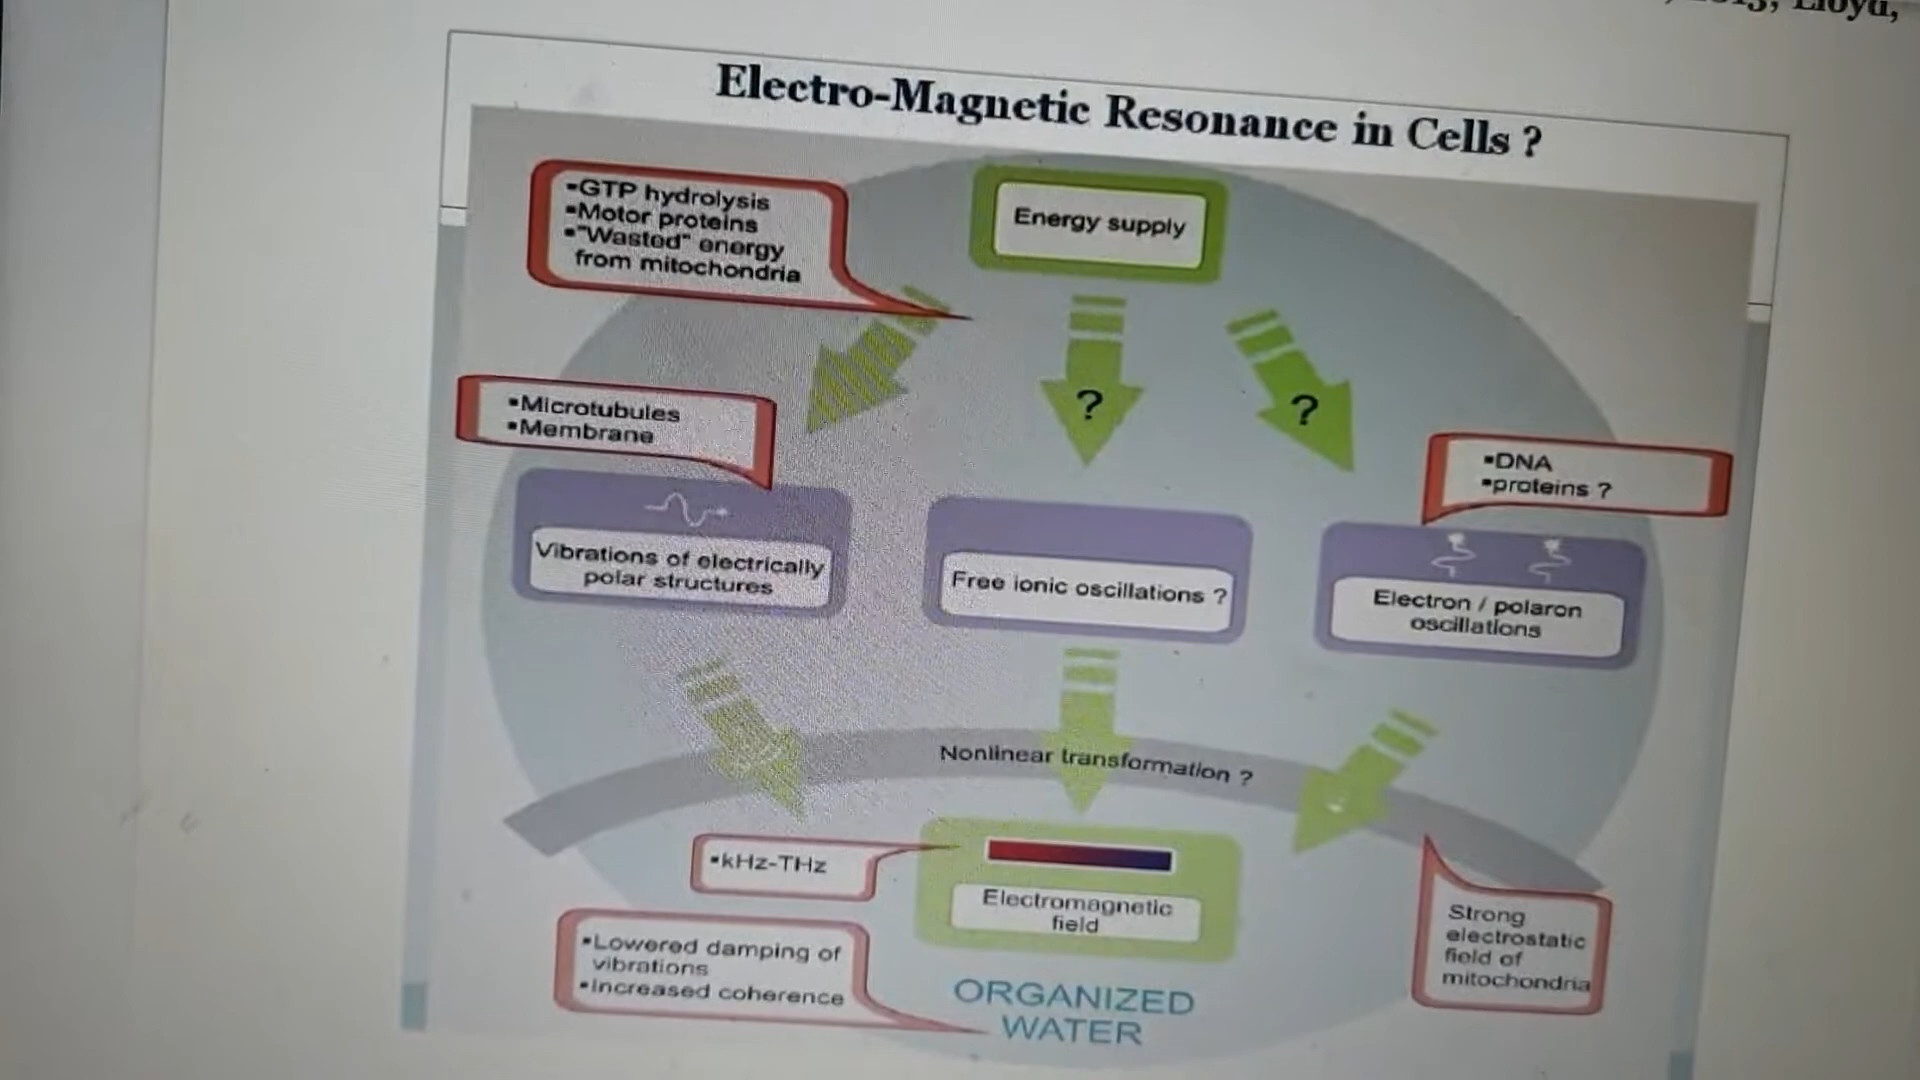 Lloyd,
Electro-Magnetic Resonance in Cells ?
▪GTP hydrolysis
▪Motor proteins
▪"Wasted" energy
from mitochondria
Energy supply
?
?
▪Microtubules
▪Membrane
▪DNA
▪proteins ?
Vibrations of electrically
polar structures
Free ionic oscillations ?
Electron / polaron
oscillations
Nonlinear transformation ?
▪kHz-THz
Electromagnetic
field
▪Lowered damping of
vibrations
▪Increased coherence
Strong
electrostatic
field of
mitochondria
ORGANIZED
WATER